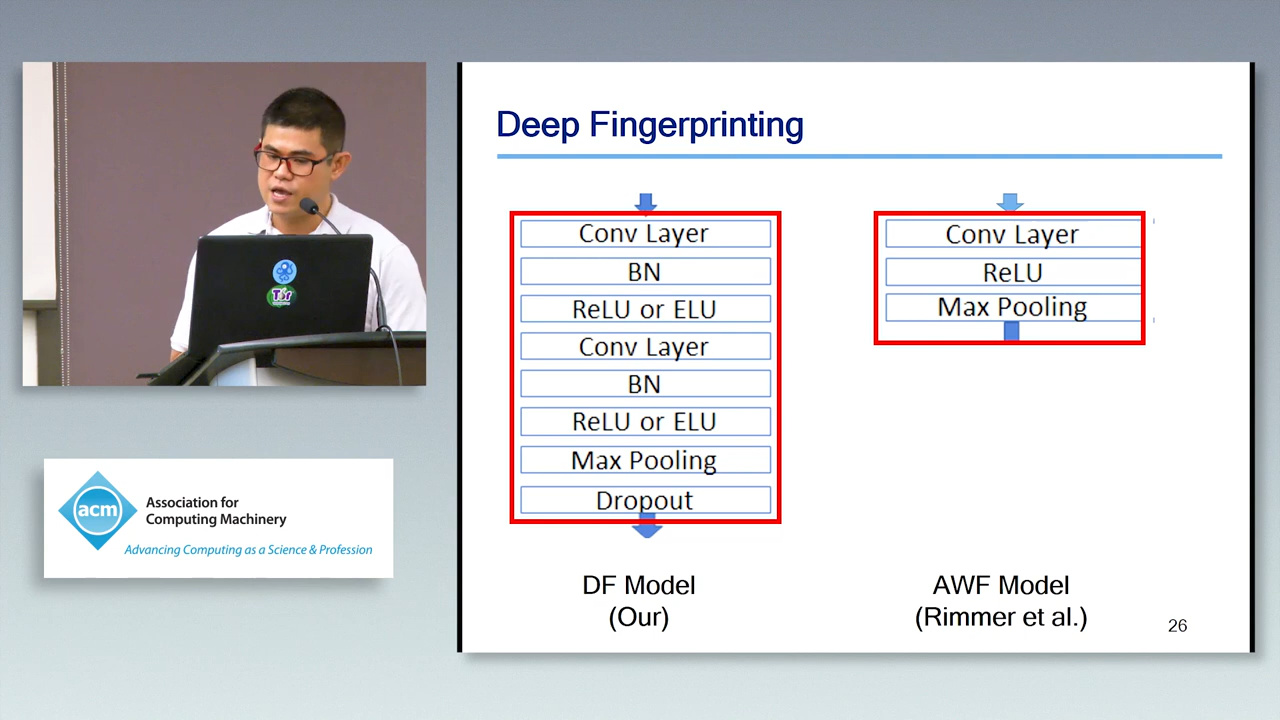 Deep Fingerprinting
Conv Layer
BN
ReLU or ELU
Conv Layer
BN
ReLU or ELU
Max Pooling
Dropout
DF Model
(Our)
Conv Layer
ReLU
Max Pooling
AWF Model
(Rimmer et al.)
26
Tor
acm
Association for
Computing Machinery
Advancing Computing as a Science & Profession